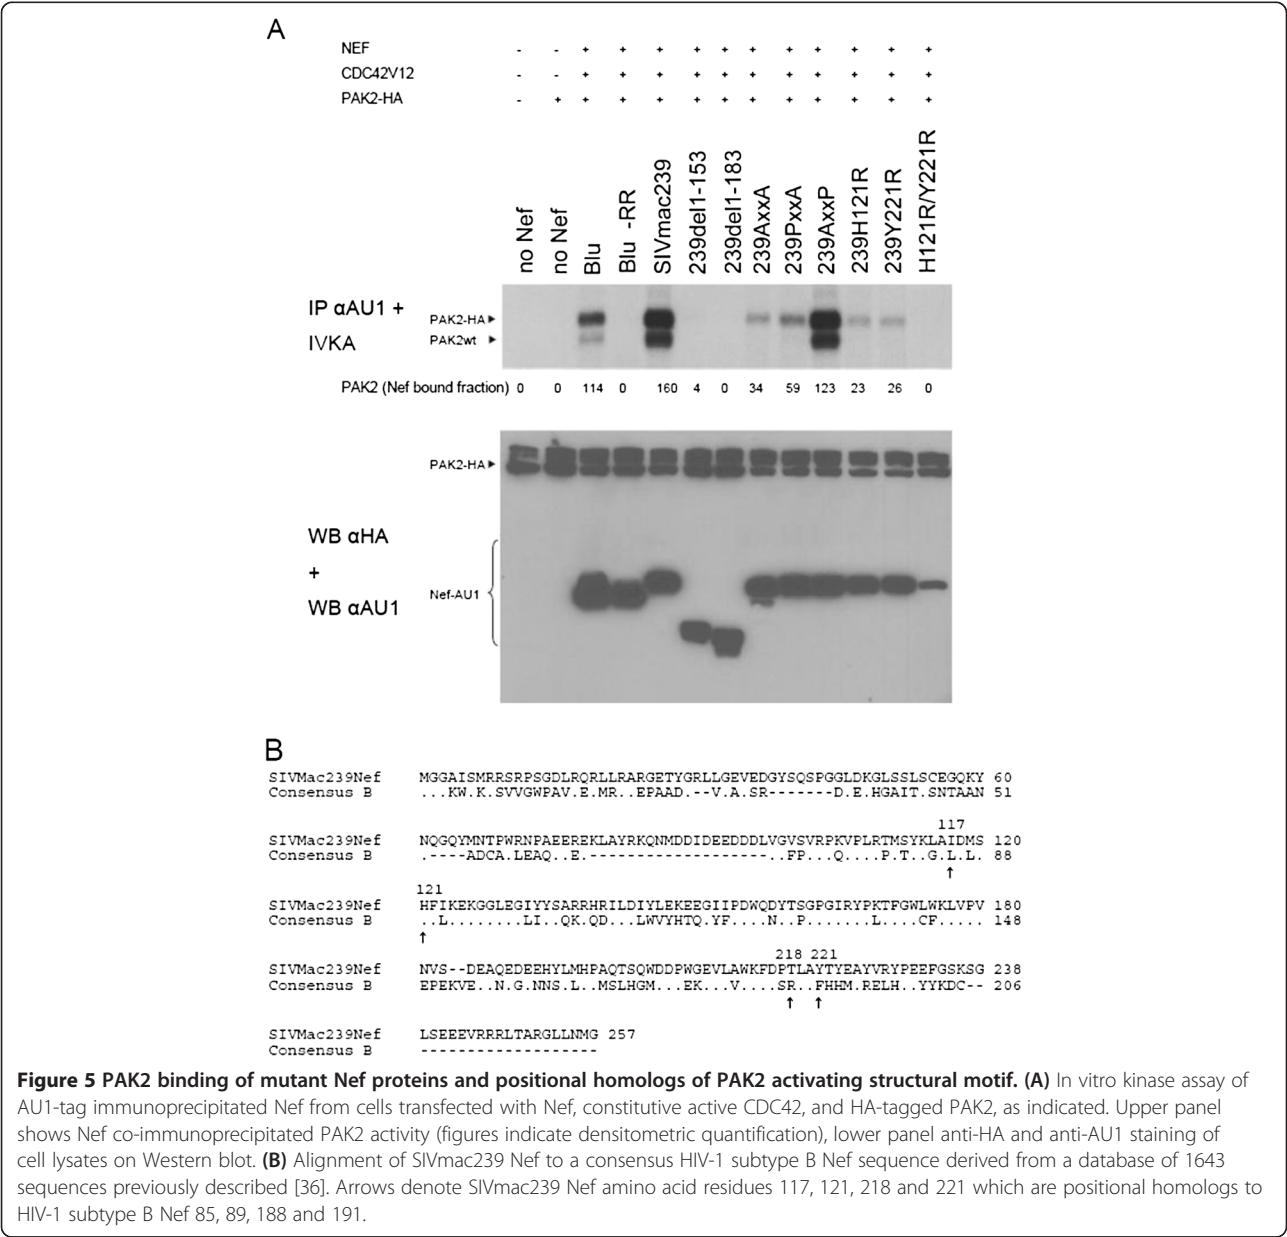 A
NEF - - + + + + + + + + + + +
CDC42V12 - - + + + + + + + + + + +
PAK2-HA - + + + + + + + + + + + +
no Nef
no Nef
Blu
Blu -RR
SIVmac239
239del1-153
239del1-183
239AxxA
239PxxA
239AxxP
239H121R
239Y221R
H121R/Y221R
IP αAU1 +
IVKA
PAK2-HA
PAK2wt
PAK2 (Nef bound fraction) 0 0 114 0 160 4 0 34 59 123 23 26 0
PAK2-HA
WB αHA
+
WB αAU1
Nef-AU1
B
SIVMac239Nef MGGAISMRRSRPSGDLRQRLLRARGETYGRLLGEVEDGYSQSPGGLDKGLSSLSCEGQKY 60
Consensus B ...KW.K.SVVGWPAV.E.MR..EPAAD.--V.A.SR-------D.E.HGAIT.SNTAAN 51
117
SIVMac239Nef NQGQYMNTPWRNPAEEREKLAYRKQNMDDIDEEDDDLVGVSVRPKVPLRTMSYKLAIDMS 120
Consensus B .----ADCA.LEAQ..E.------------------..FP...Q....P.T..G.L.L. 88
↑
121
SIVMac239Nef HFIKEKGGLEGIYYSARRHRILDIYLEKEEGIIPDWQDYTSGPGIRYPKTFGWLWKLVPV 180
Consensus B ..L........LI..QK.QD...LWVYHTQ.YF....N..P.......L....CF..... 148
↑
218 221
SIVMac239Nef NVS--DEAQEDEEHYLMHPAQTSQWDDPWGEVLAWKFDPTLAYTYEAYVRYPEEFGSKSG 238
Consensus B EPEKVE..N.G.NNS.L..MSLHGM...EK...V....SR..FHHM.RELH..YYKDC-- 206
↑ ↑
SIVMac239Nef LSEEEVRRRLTARGLLNMG 257
Consensus B -------------------
Figure 5 PAK2 binding of mutant Nef proteins and positional homologs of PAK2 activating structural motif. (A) In vitro kinase assay of
AU1-tag immunoprecipitated Nef from cells transfected with Nef, constitutive active CDC42, and HA-tagged PAK2, as indicated. Upper panel
shows Nef co-immunoprecipitated PAK2 activity (figures indicate densitometric quantification), lower panel anti-HA and anti-AU1 staining of
cell lysates on Western blot. (B) Alignment of SIVmac239 Nef to a consensus HIV-1 subtype B Nef sequence derived from a database of 1643
sequences previously described [36]. Arrows denote SIVmac239 Nef amino acid residues 117, 121, 218 and 221 which are positional homologs to
HIV-1 subtype B Nef 85, 89, 188 and 191.